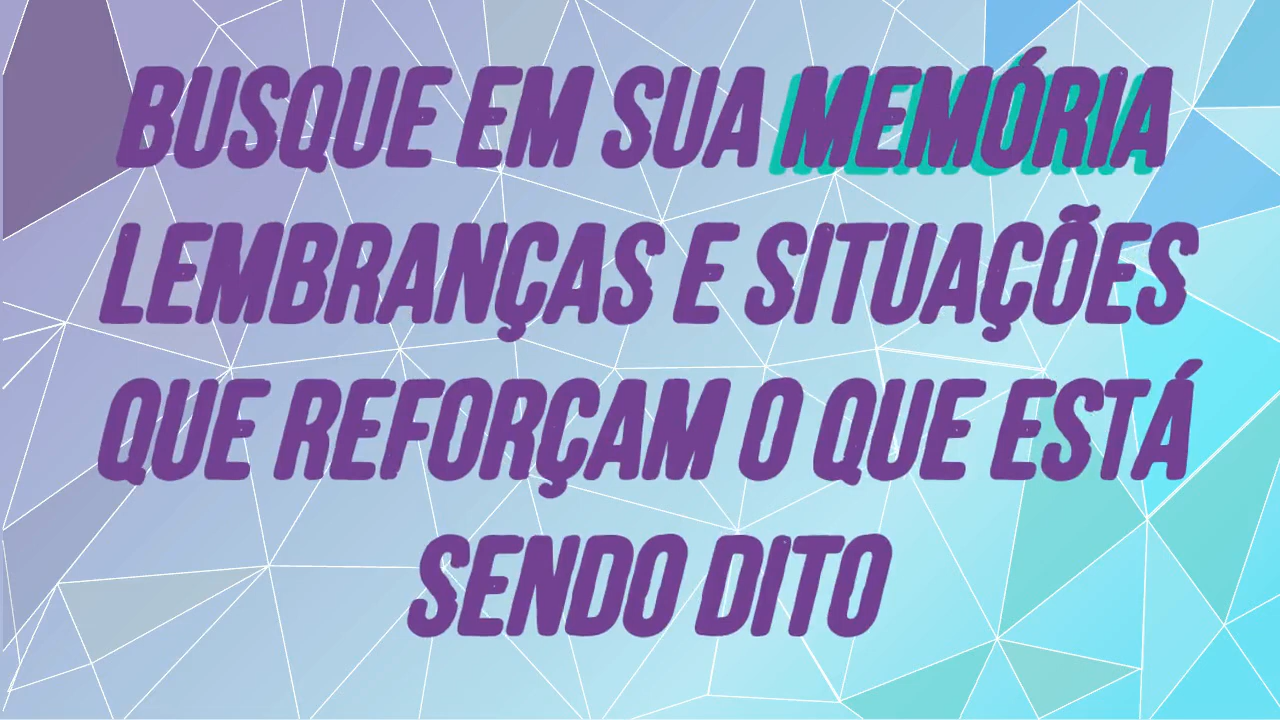 BUSQUE EM SUA MEMÓRIA
LEMBRANÇAS E SITUAÇÕES
QUE REFORÇAM O QUE ESTÁ
SENDO DITO